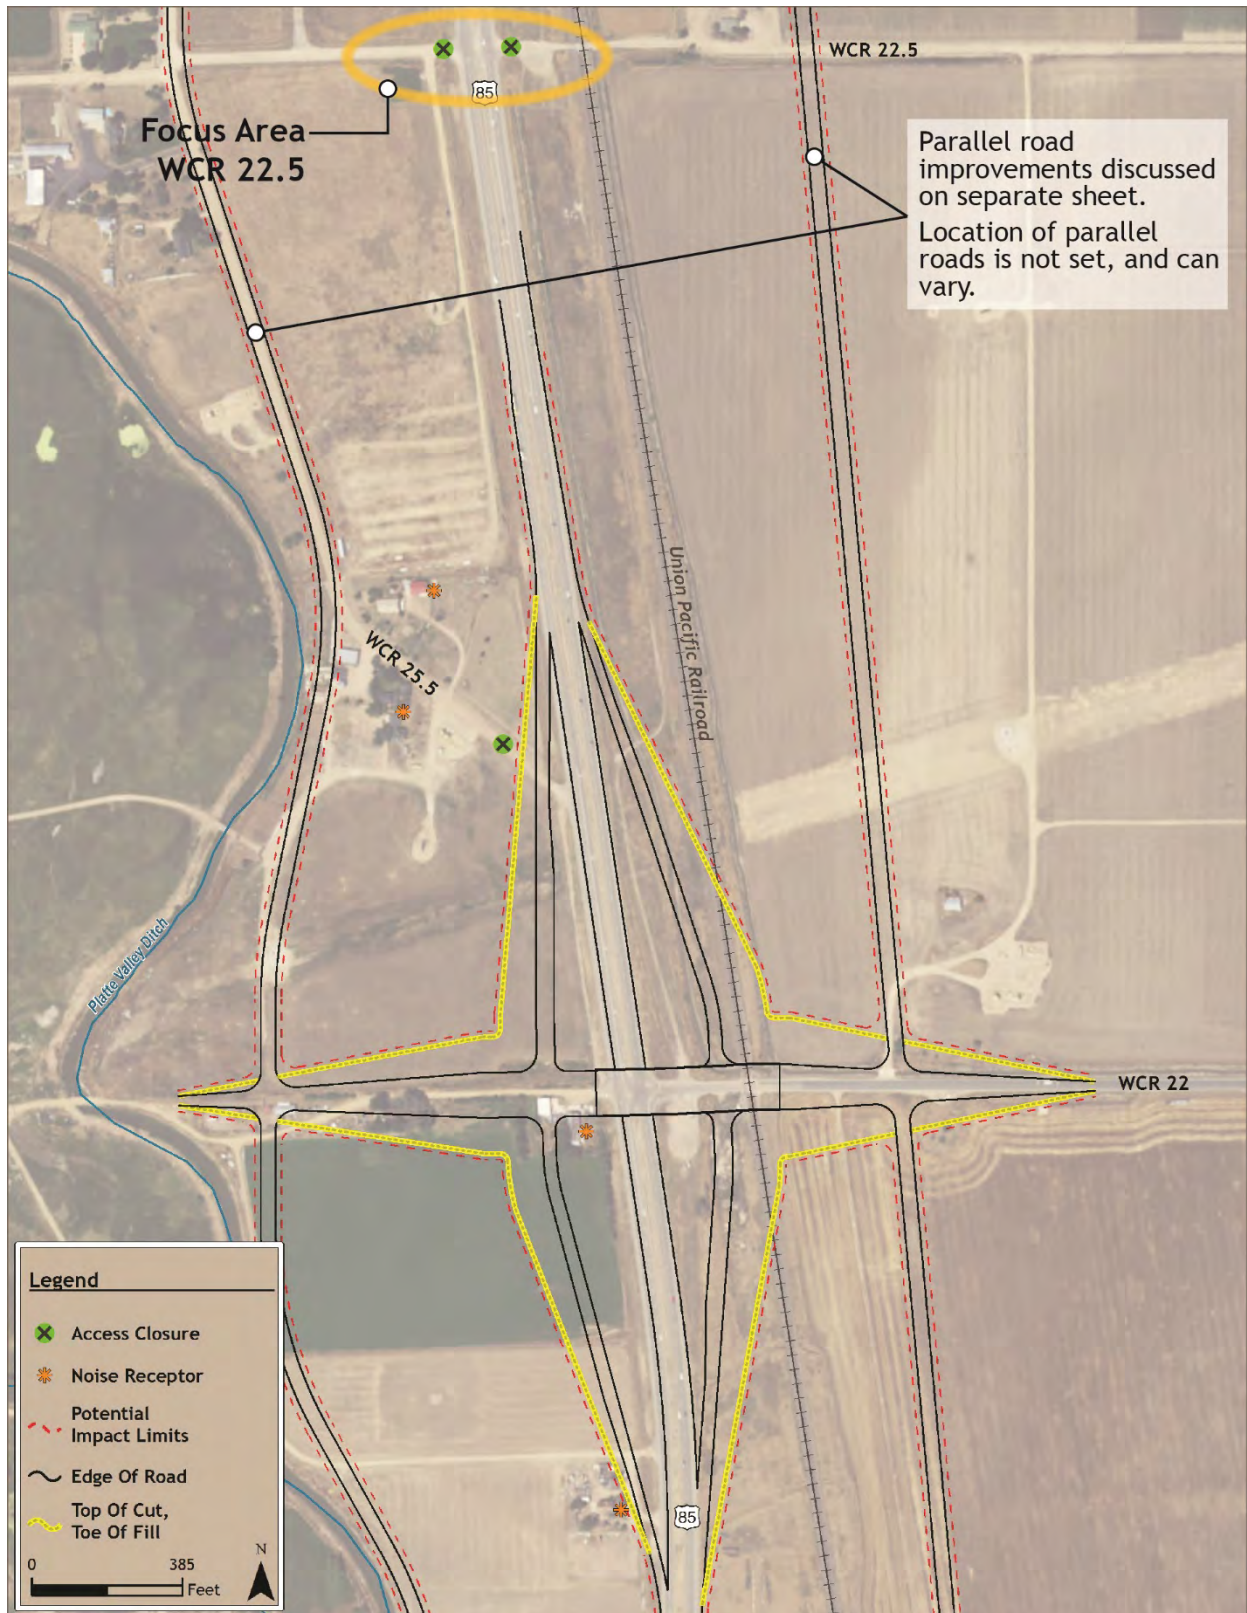 WCR 22.5
85
Focus Area
WCR 22.5
Parallel road
improvements discussed
on separate sheet.
Location of parallel
roads is not set, and can
vary.
Union Pacific Railroad
WCR 25.5
Platte Valley Ditch
WCR 22
85
Legend
Access Closure
Noise Receptor
Potential
Impact Limits
Edge Of Road
Top Of Cut,
Toe Of Fill
0 385
Feet
N